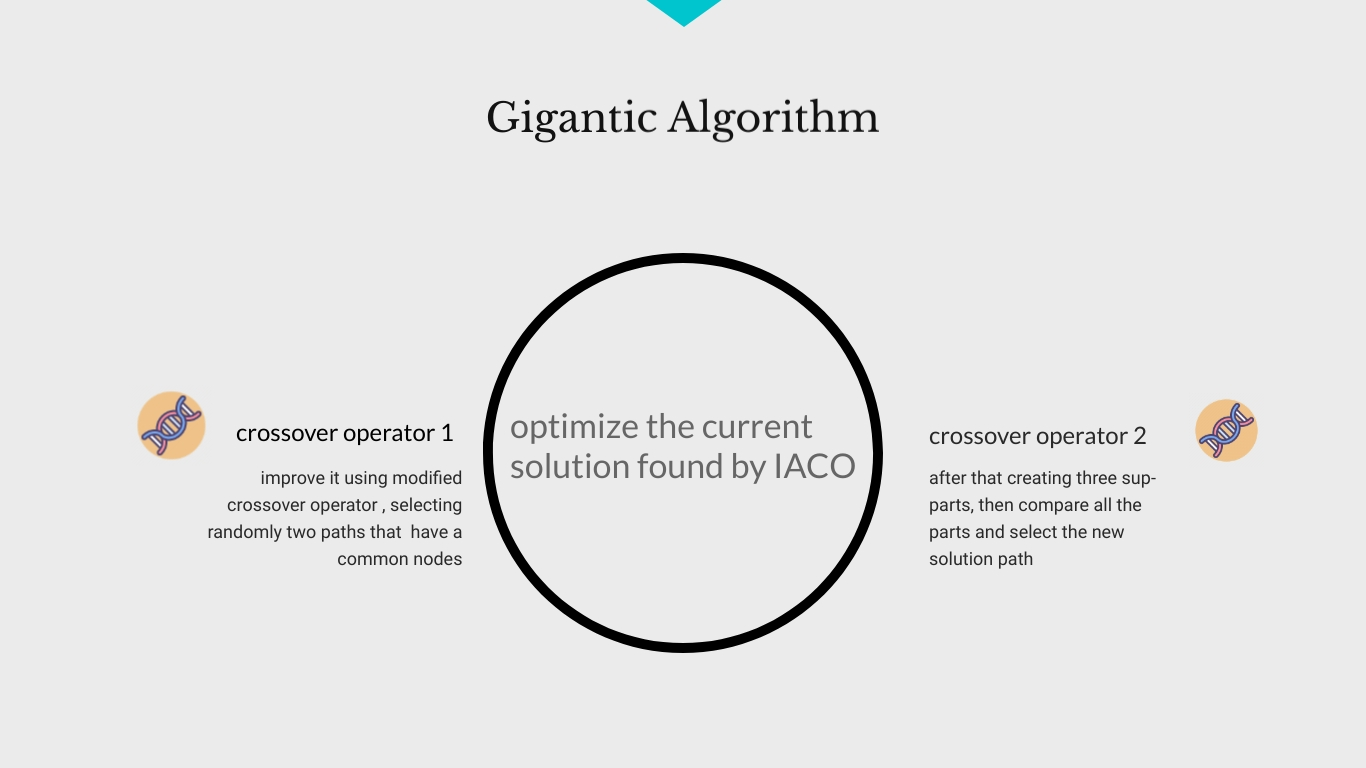 Gigantic Algorithm
crossover operator 1
improve it using modified
crossover operator , selecting
randomly two paths that  have a
common nodes
optimize the current
solution found by IACO
crossover operator 2
after that creating three sup-
parts, then compare all the
parts and select the new
solution path